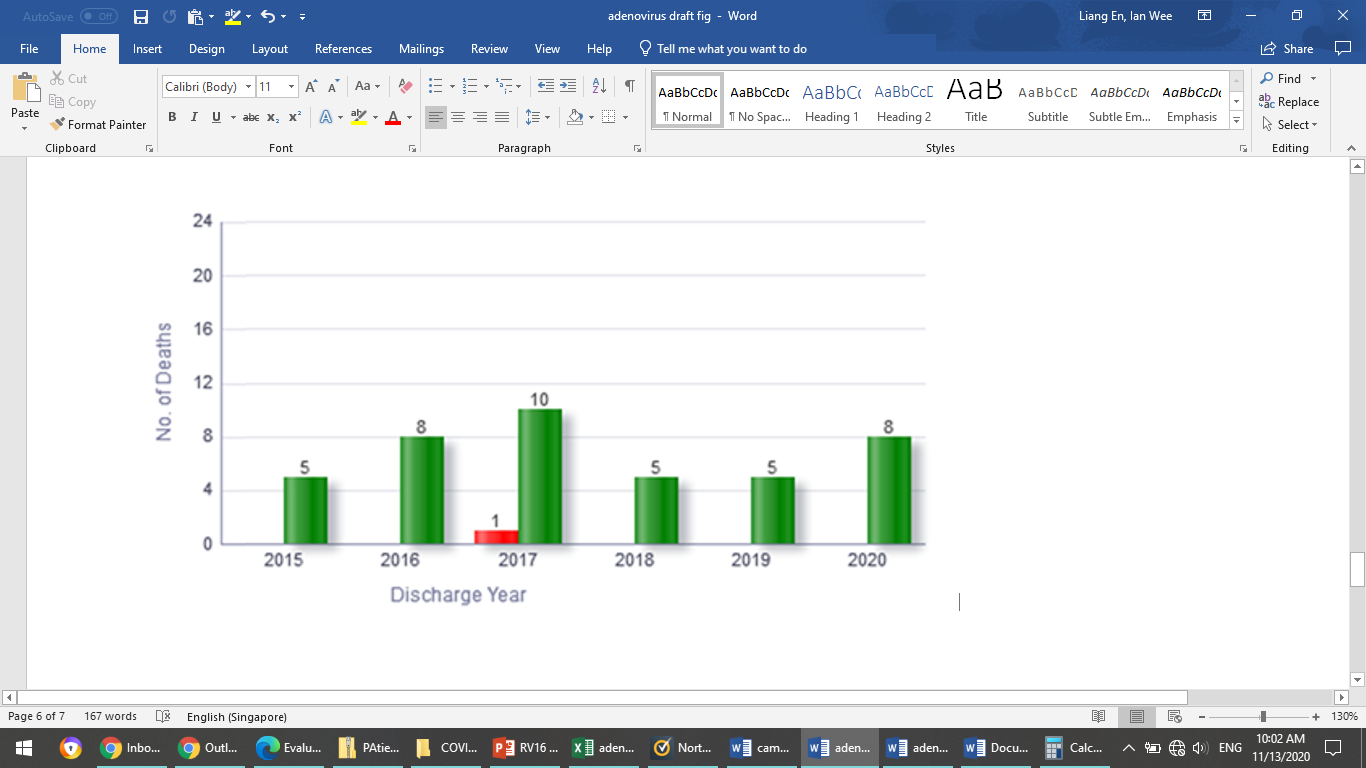 AutoSave Off
adenovirus draft fig - Word
Liang En, Ian Wee
File Home Insert Design Layout References Mailings Review View Help Tell me what you want to do Share
Paste
Cut
Copy
Format Painter
Clipboard
Calibri (Body) 11
Aa
B I U abc x₂ x² A ab A
Font
Paragraph
AaBbCcDc AaBbCcDc AaBbCc AaBbCcD AaB AaBbCcD AaBbCcDc AaBbCcDc
¶ Normal ¶ No Spac... Heading 1 Heading 2 Title Subtitle Subtle Em... Emphasis
Styles
Find
Replace
Select
Editing
No. of Deaths
24
20
16
12
8
4
0
5
8
1
10
5
5
8
2015 2016 2017 2018 2019 2020
Discharge Year
Page 6 of 7 167 words English (Singapore) 130%
Inbo... Outl... Evalu... PAtie... COVI... RV16 ... aden... Nort... cam... aden... aden... Docu... Calc... ENG
10:02 AM
11/13/2020